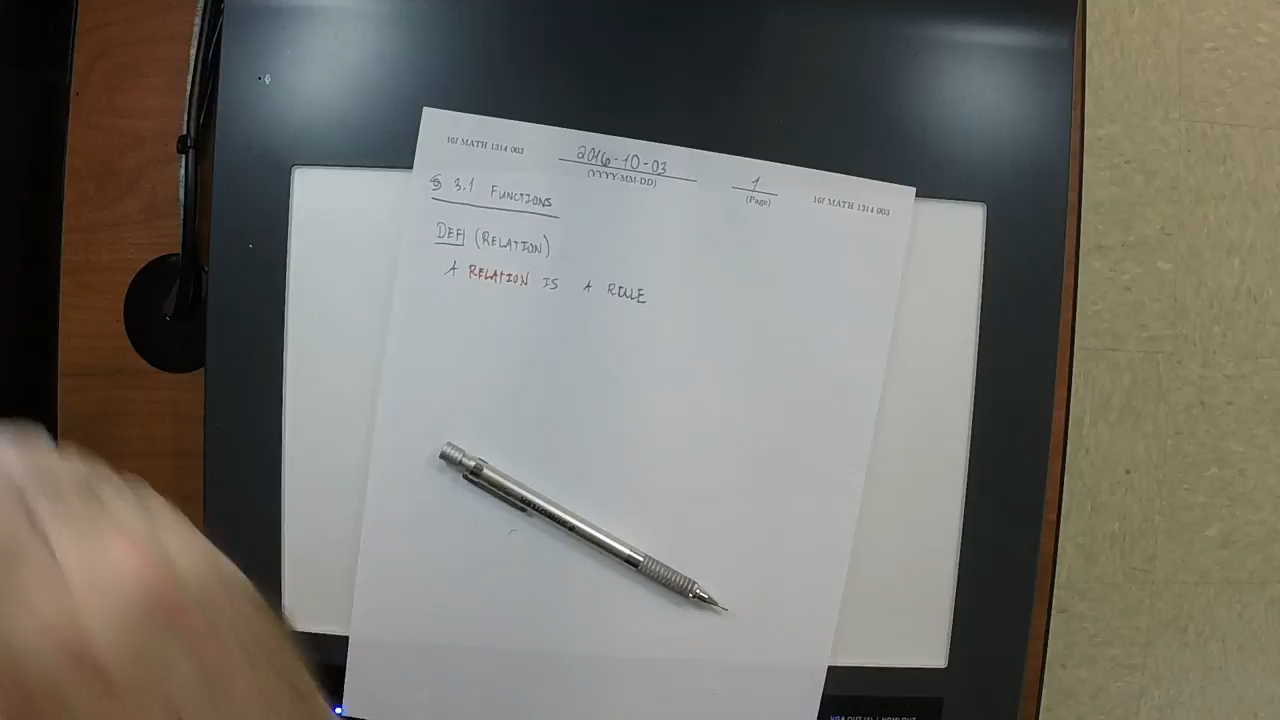 16f MATH 1314 003 2016-10-03 1 16f MATH 1314 003
(YYYY-MM-DD) (Page)
§ 3.1 FUNCTIONS
DEF (RELATION)
A RELATION IS A RULE